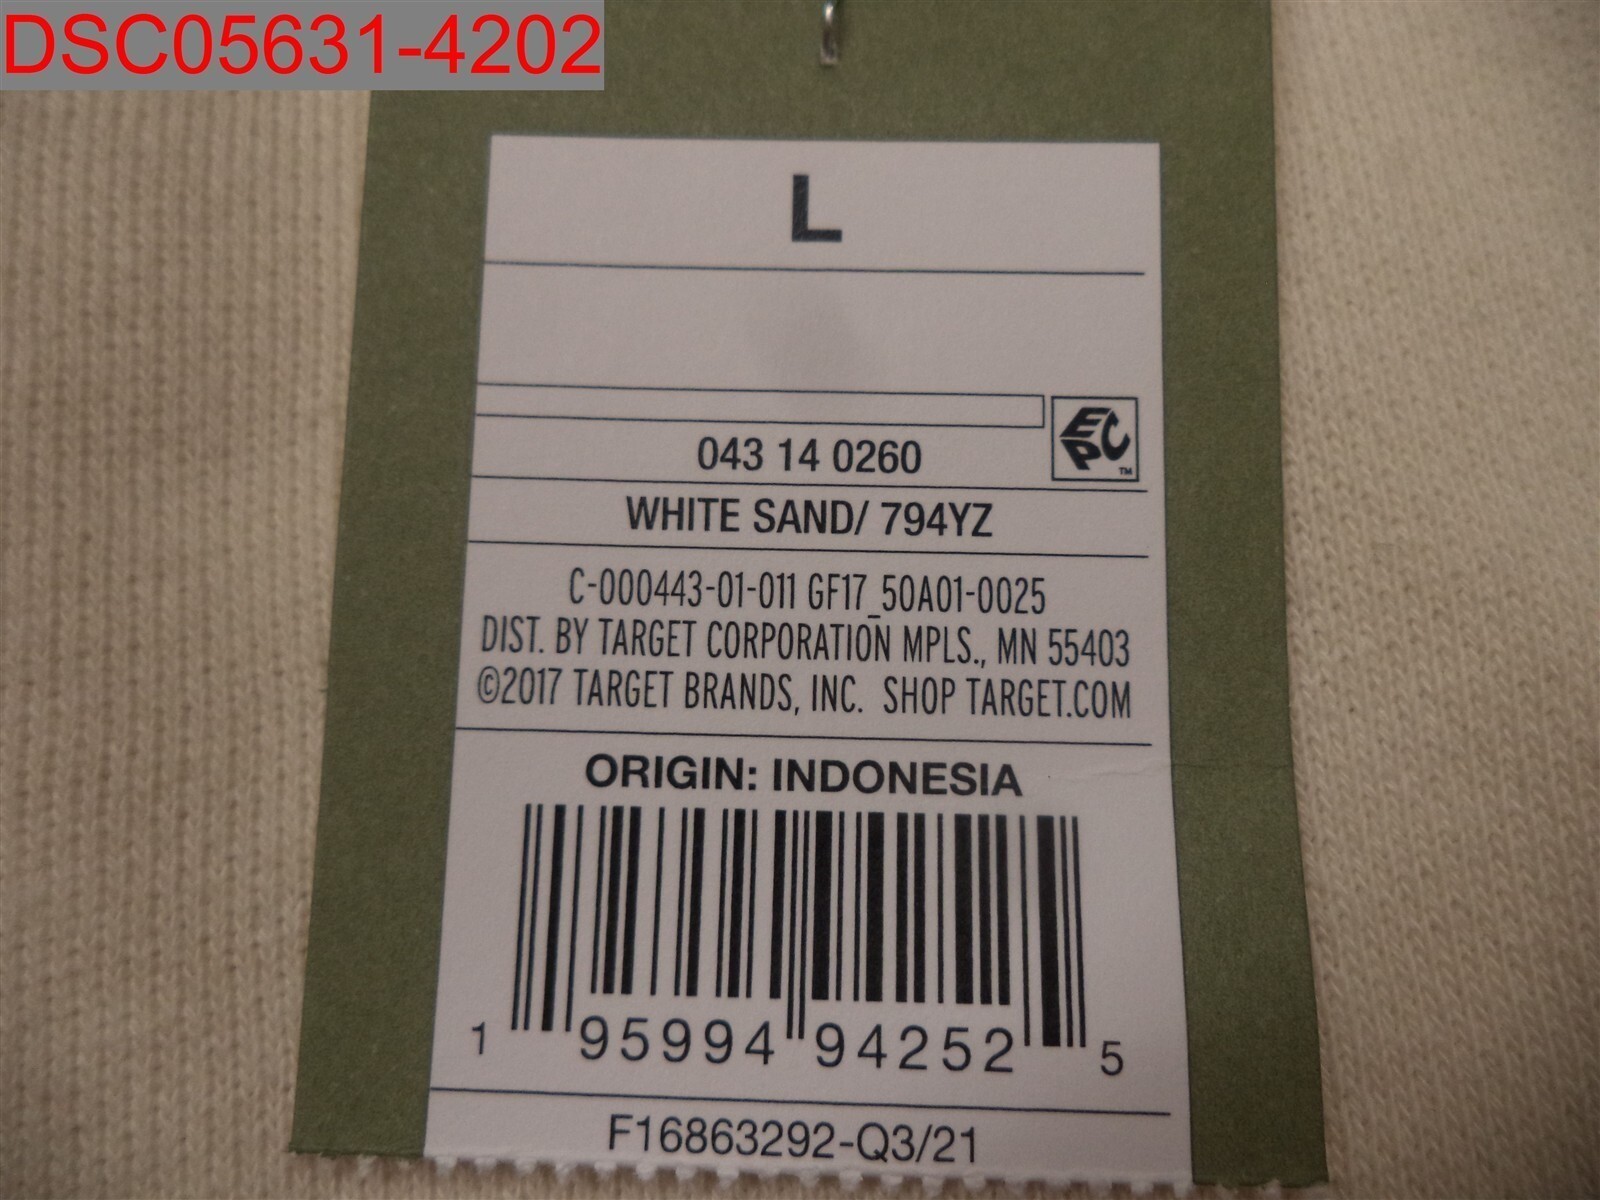 DSC05631-4202
L
EPC™
043 14 0260
WHITE SAND/ 794YZ
C-000443-01-011 GF17_50A01-0025
DIST. BY TARGET CORPORATION MPLS., MN 55403
©2017 TARGET BRANDS, INC. SHOP TARGET.COM
ORIGIN: INDONESIA
1 95994 94252 5
F16863292-Q3/21